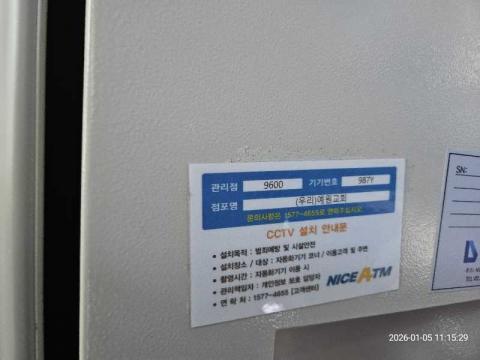 관리점 9600 기기번호 987Y
점포명 (우리)예원교회
문의사항은 1577-4655로 연락주십시오
CCTV 설치 안내문
• 설치목적 : 범죄예방 및 시설안전
• 설치장소 / 대상 : 자동화기기 코너 / 이용고객 및 주변
• 촬영시간 : 자동화기기 이용 시
• 관리책임자 : 개인정보 보호 담당자
• 연 락 처 : 1577-4655 [고객센터]
NICE ATM
SN:
2026-01-05 11:15:29